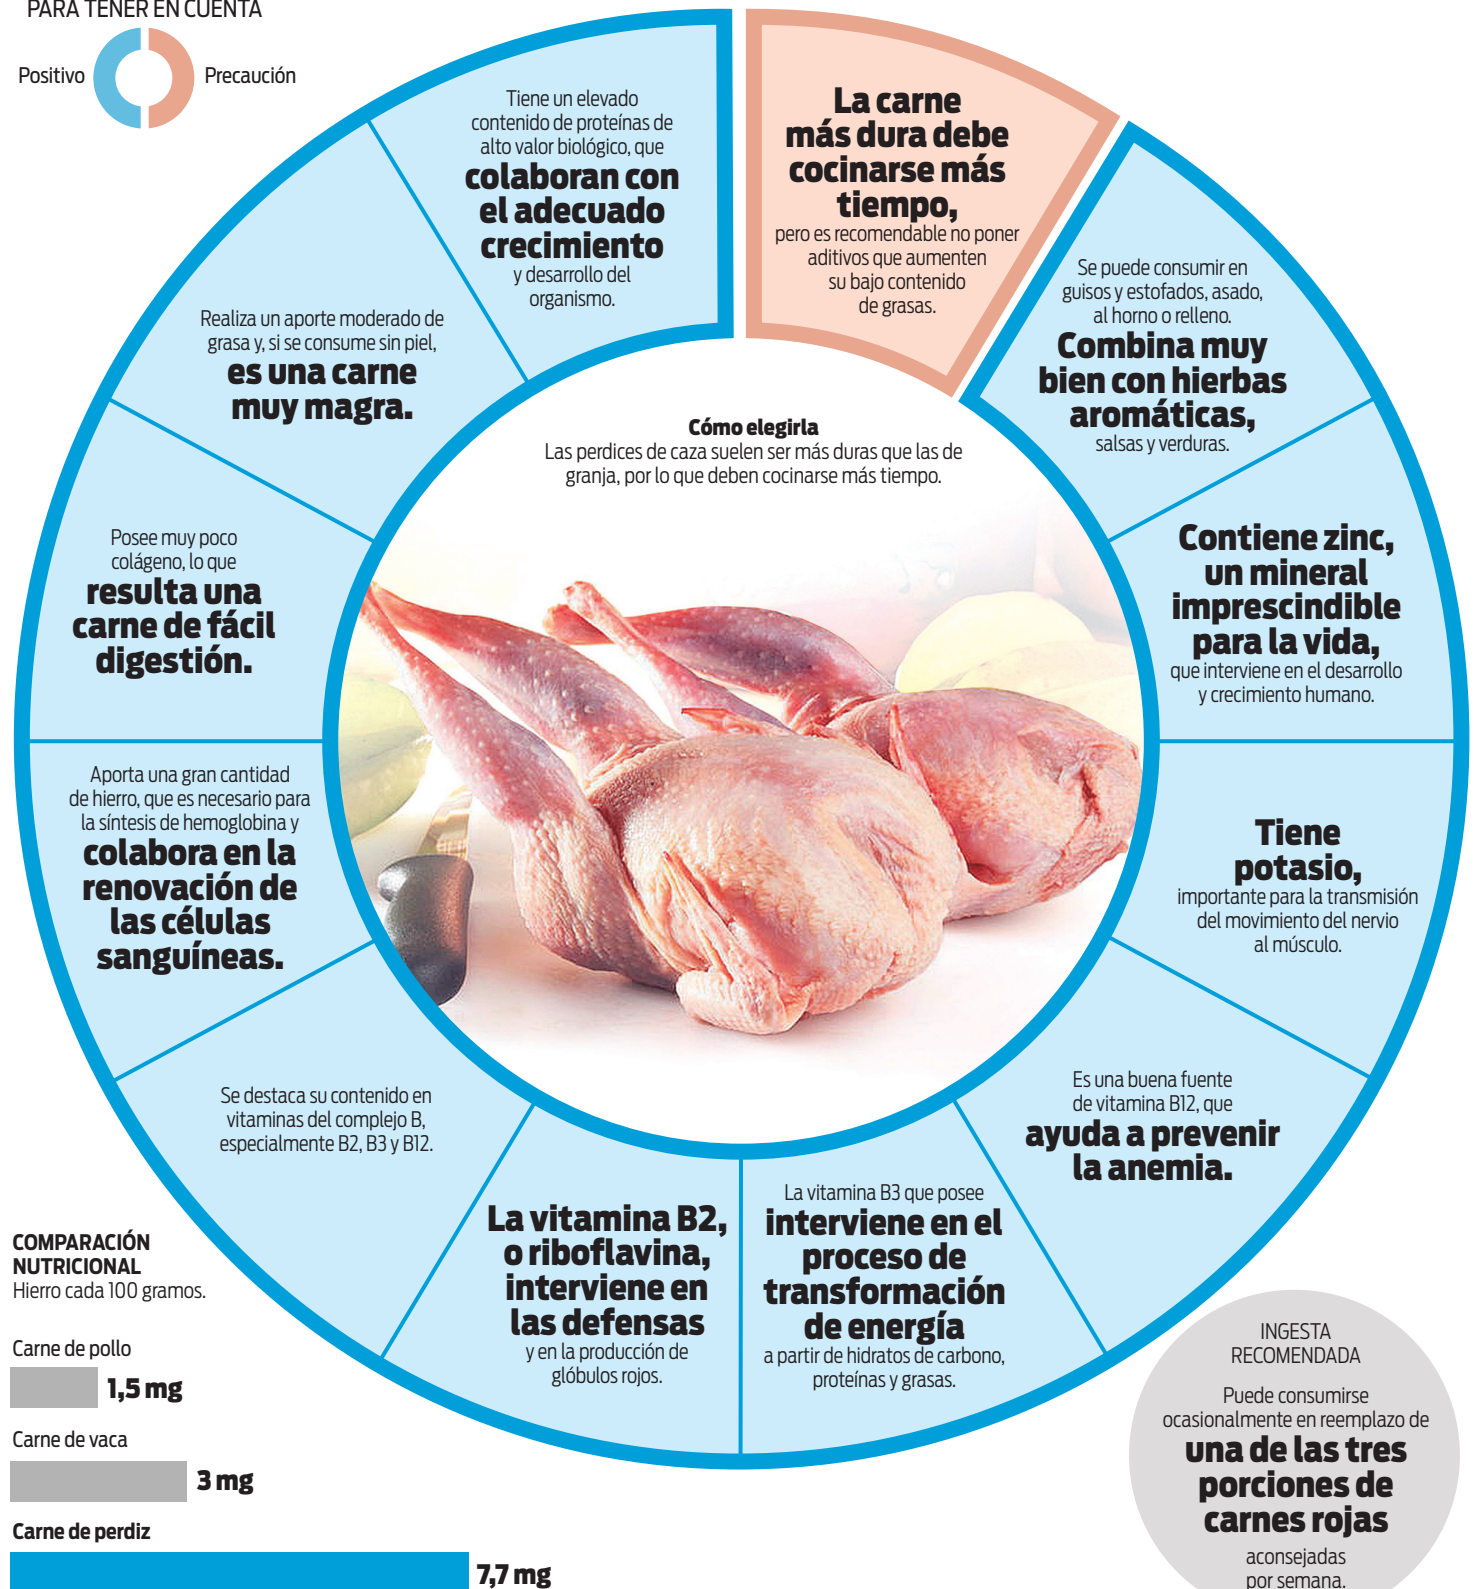 PARA TENER EN CUENTA
Positivo
Precaución
Tiene un elevado
contenido de proteínas de
alto valor biológico, que
colaboran con
el adecuado
crecimiento
y desarrollo del
organismo.
La carne
más dura debe
cocinarse más
tiempo,
pero es recomendable no poner
aditivos que aumenten
su bajo contenido
de grasas.
Se puede consumir en
guisos y estofados, asado,
al horno o relleno.
Combina muy
bien con hierbas
aromáticas,
salsas y verduras.
Contiene zinc,
un mineral
imprescindible
para la vida,
que interviene en el desarrollo
y crecimiento humano.
Tiene
potasio,
importante para la transmisión
del movimiento del nervio
al músculo.
Es una buena fuente
de vitamina B12, que
ayuda a prevenir
la anemia.
La vitamina B3 que posee
interviene en el
proceso de
transformación
de energía
a partir de hidratos de carbono,
proteínas y grasas.
La vitamina B2,
o riboflavina,
interviene en
las defensas
y en la producción de
glóbulos rojos.
Se destaca su contenido en
vitaminas del complejo B,
especialmente B2, B3 y B12.
Aporta una gran cantidad
de hierro, que es necesario para
la síntesis de hemoglobina y
colabora en la
renovación de
las células
sanguíneas.
Posee muy poco
colágeno, lo que
resulta una
carne de fácil
digestión.
Realiza un aporte moderado de
grasa y, si se consume sin piel,
es una carne
muy magra.
Cómo elegirla
Las perdices de caza suelen ser más duras que las de
granja, por lo que deben cocinarse más tiempo.
COMPARACIÓN
NUTRICIONAL
Hierro cada 100 gramos.
Carne de pollo
1,5 mg
Carne de vaca
3 mg
Carne de perdiz
7,7 mg
INGESTA
RECOMENDADA
Puede consumirse
ocasionalmente en reemplazo de
una de las tres
porciones de
carnes rojas
aconsejadas
por semana.